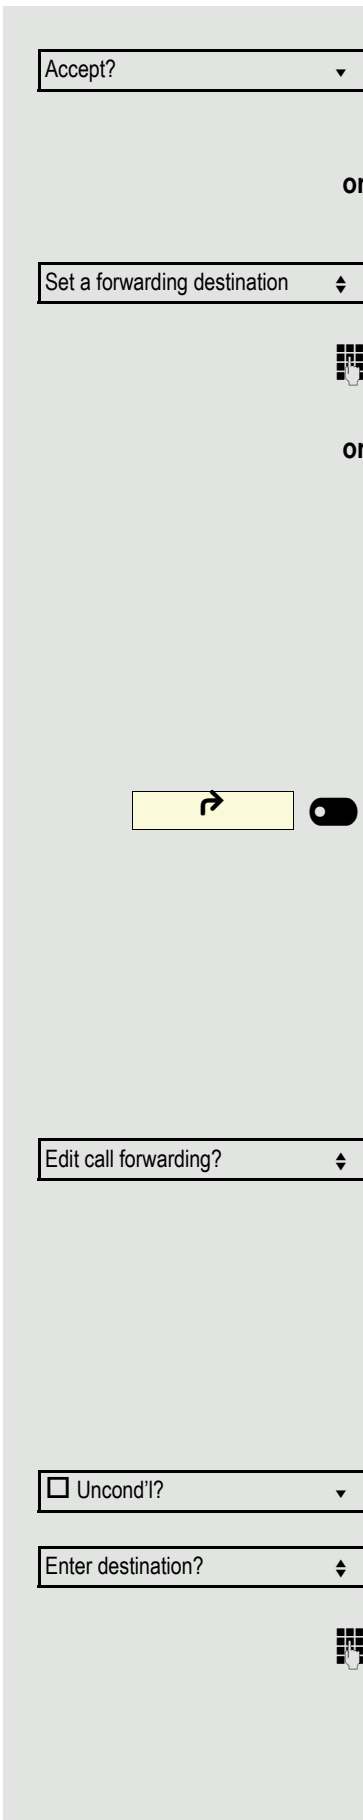 Accept?
or
Set a forwarding destination
or
Edit call forwarding?
Uncond'l?
Enter destination?